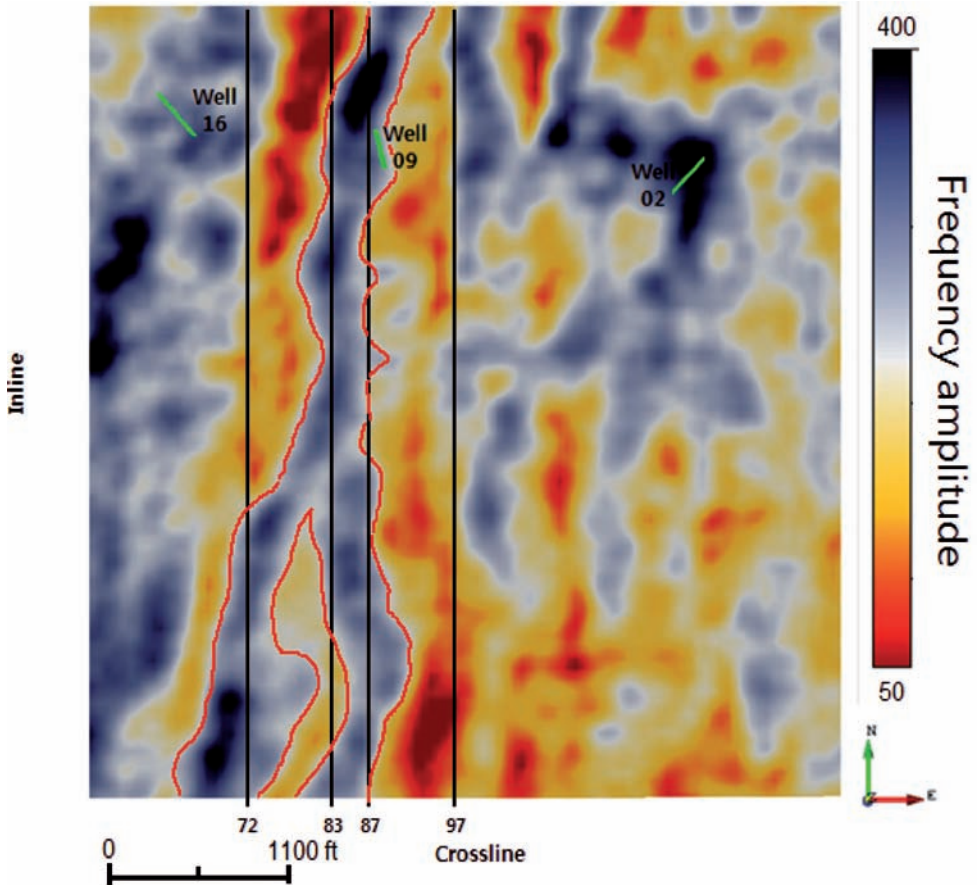 400
Well
16
Well
09
Well
02
Inline
Frequency amplitude
50
N
E
72 83 87 97
0 1100 ft
Crossline